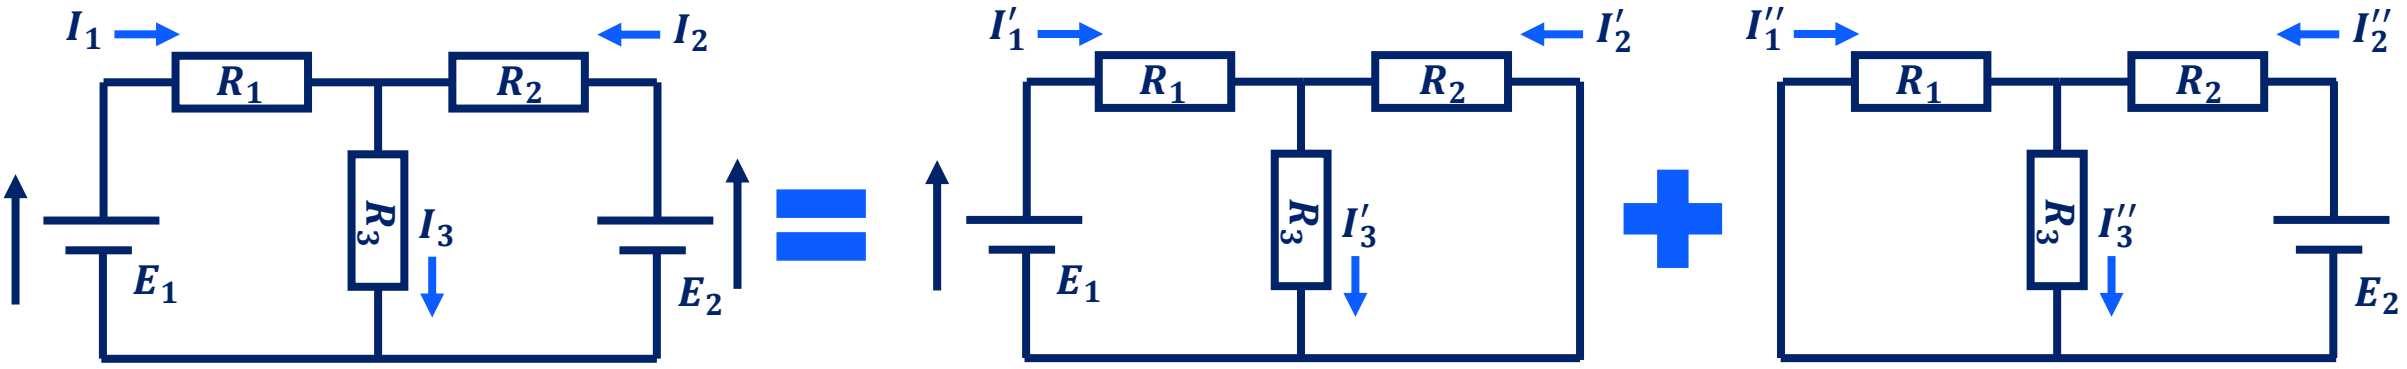 I₁ I₂ I′₁ I′₂ I″₁ I″₂
R₁ R₂ R₁ R₂ R₁ R₂
R₃ I₃ R₃ I′₃ R₃ I″₃
E₁ E₂ E₁ E₂